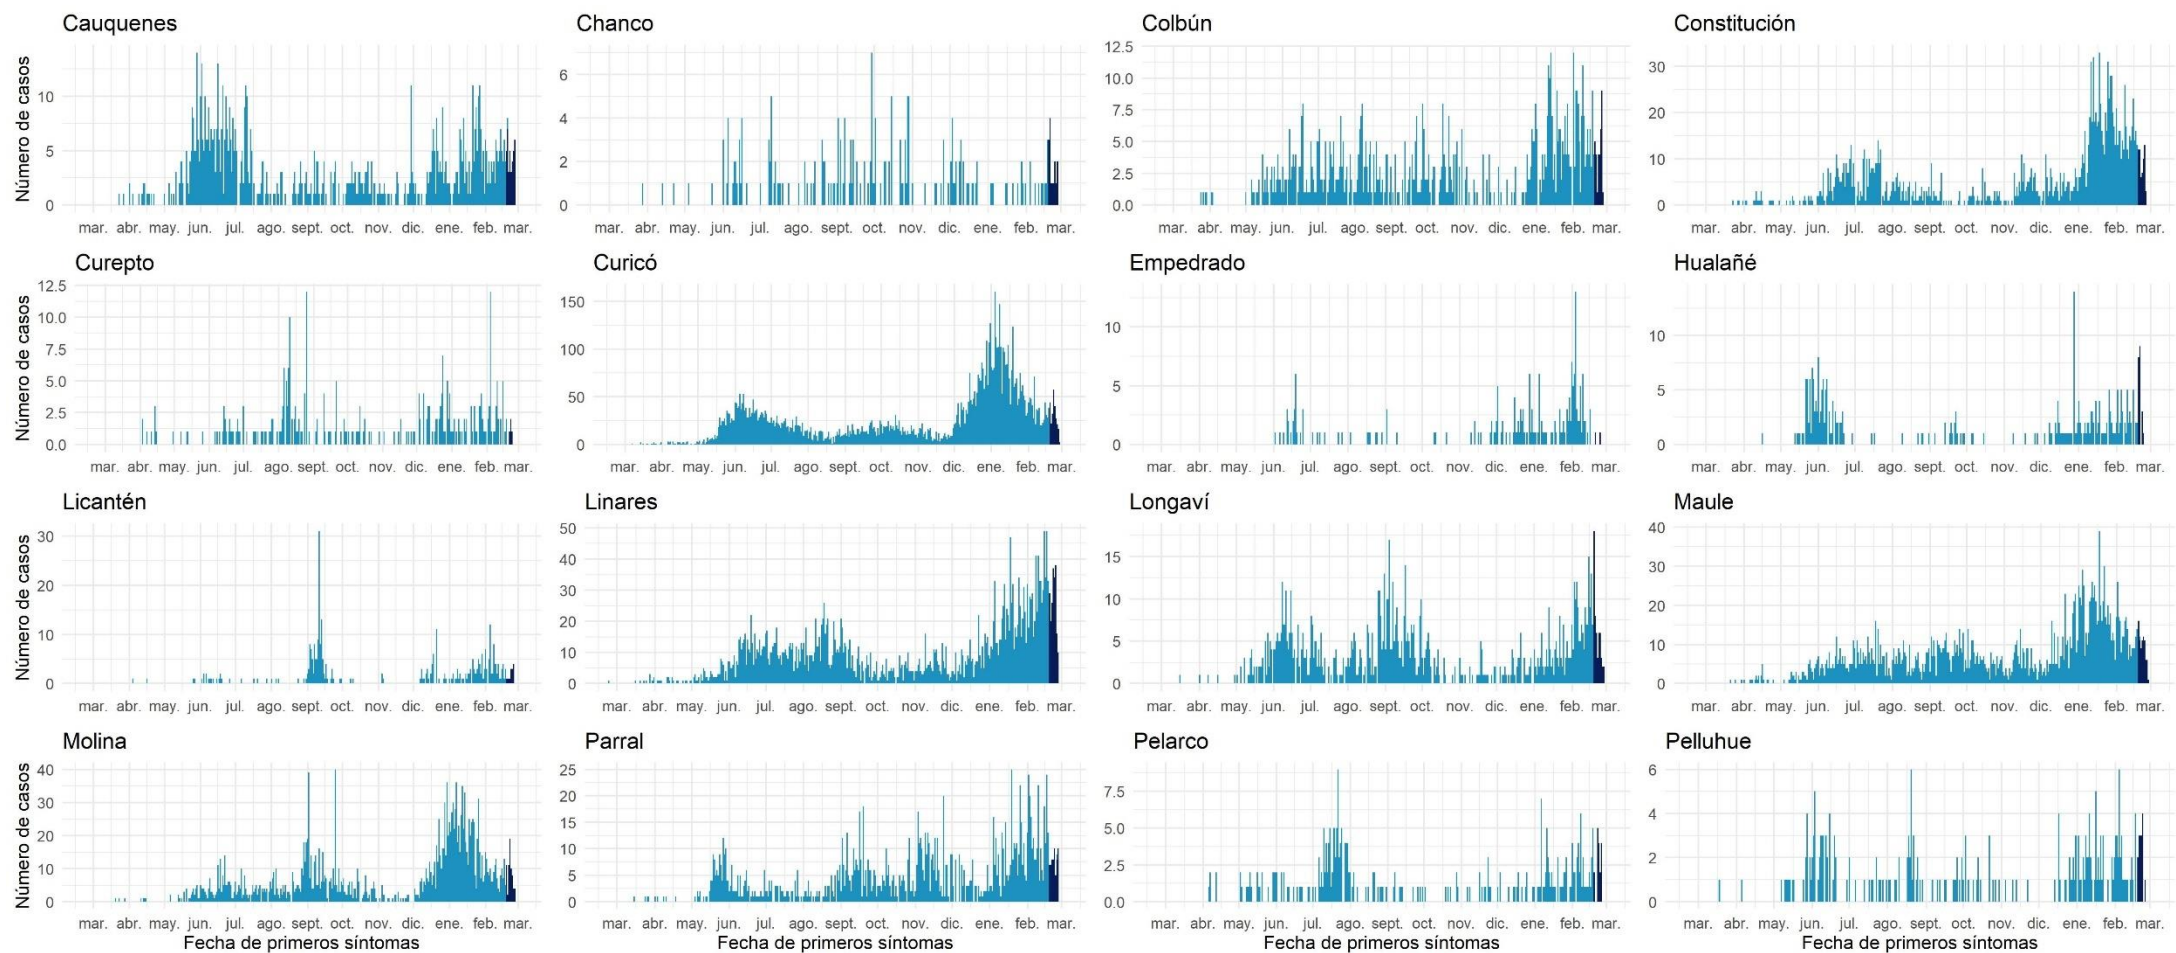 Cauquenes
Chanco
Colbún
Constitución
Número de casos
10
5
0
6
4
2
0
12.5
10.0
7.5
5.0
2.5
0.0
30
20
10
0
mar. abr. may. jun. jul. ago. sept. oct. nov. dic. ene. feb. mar.
mar. abr. may. jun. jul. ago. sept. oct. nov. dic. ene. feb. mar.
mar. abr. may. jun. jul. ago. sept. oct. nov. dic. ene. feb. mar.
mar. abr. may. jun. jul. ago. sept. oct. nov. dic. ene. feb. mar.
Curepto
Curicó
Empedrado
Hualañé
Número de casos
12.5
10.0
7.5
5.0
2.5
0.0
150
100
50
0
10
5
0
10
5
0
mar. abr. may. jun. jul. ago. sept. oct. nov. dic. ene. feb. mar.
mar. abr. may. jun. jul. ago. sept. oct. nov. dic. ene. feb. mar.
mar. abr. may. jun. jul. ago. sept. oct. nov. dic. ene. feb. mar.
mar. abr. may. jun. jul. ago. sept. oct. nov. dic. ene. feb. mar.
Licantén
Linares
Longaví
Maule
Número de casos
30
20
10
0
50
40
30
20
10
0
15
10
5
0
40
30
20
10
0
mar. abr. may. jun. jul. ago. sept. oct. nov. dic. ene. feb. mar.
mar. abr. may. jun. jul. ago. sept. oct. nov. dic. ene. feb. mar.
mar. abr. may. jun. jul. ago. sept. oct. nov. dic. ene. feb. mar.
mar. abr. may. jun. jul. ago. sept. oct. nov. dic. ene. feb. mar.
Molina
Parral
Pelarco
Pelluhue
Número de casos
40
30
20
10
0
25
20
15
10
5
0
7.5
5.0
2.5
0.0
6
4
2
0
mar. abr. may. jun. jul. ago. sept. oct. nov. dic. ene. feb. mar.
mar. abr. may. jun. jul. ago. sept. oct. nov. dic. ene. feb. mar.
mar. abr. may. jun. jul. ago. sept. oct. nov. dic. ene. feb. mar.
mar. abr. may. jun. jul. ago. sept. oct. nov. dic. ene. feb. mar.
Fecha de primeros síntomas
Fecha de primeros síntomas
Fecha de primeros síntomas
Fecha de primeros síntomas